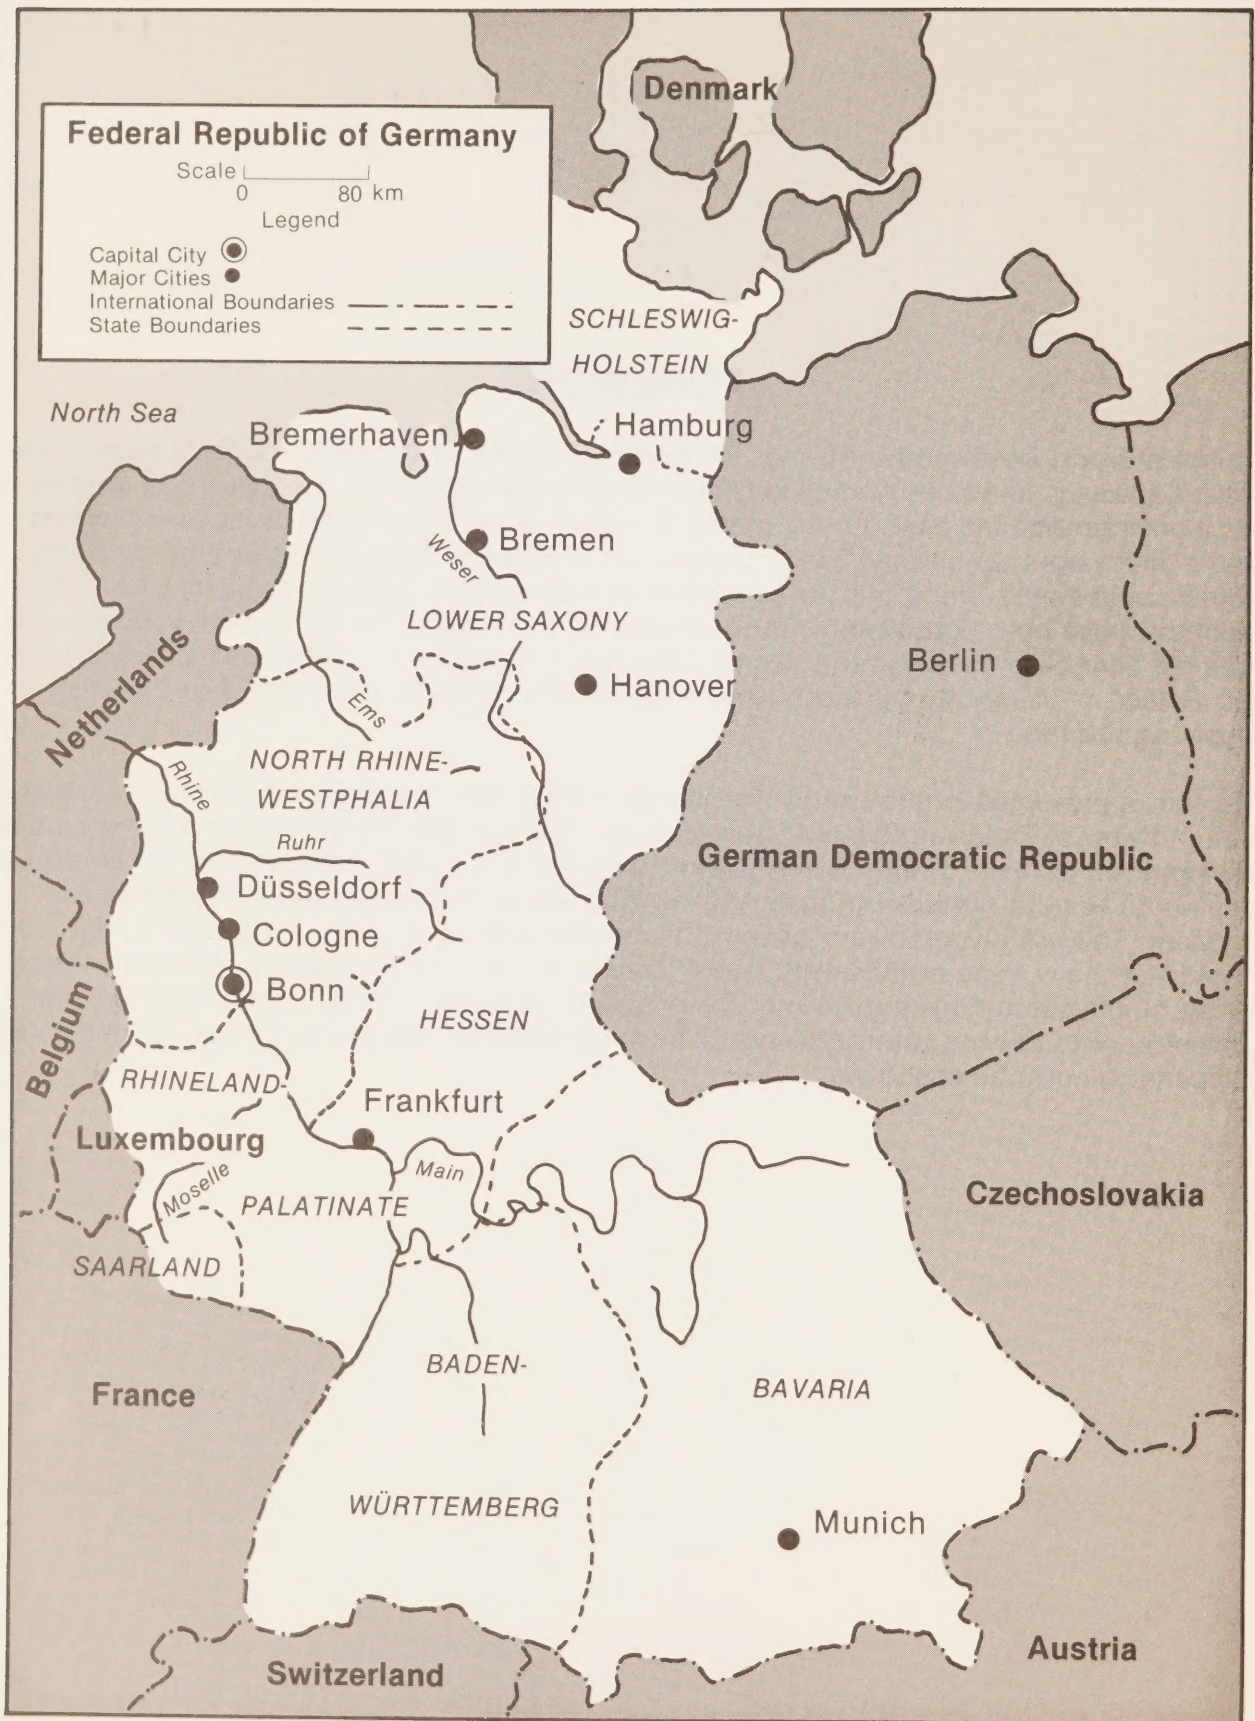 Denmark
Federal Republic of Germany
Scale
0 80 km
Legend
Capital City
Major Cities
International Boundaries
State Boundaries
SCHLESWIG-
HOLSTEIN
North Sea
Bremerhaven
Hamburg
Bremen
Weser
LOWER SAXONY
Netherlands
Berlin
Hanover
Ems
NORTH RHINE-
WESTPHALIA
Rhine
Ruhr
German Democratic Republic
Düsseldorf
Cologne
Bonn
Belgium
HESSEN
RHINELAND-
Frankfurt
Luxembourg
Moselle
Main
PALATINATE
Czechoslovakia
SAARLAND
BADEN-
France
BAVARIA
WÜRTTEMBERG
Munich
Austria
Switzerland